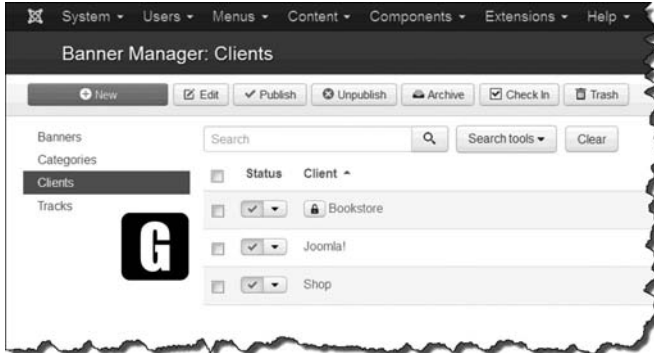 System Users Menus Content Components Extensions Help
Banner Manager: Clients
New Edit Publish Unpublish Archive Check In Trash
Banners
Search Search tools Clear
Categories
Clients
Status Client
Tracks
Bookstore
G
Joomla!
Shop